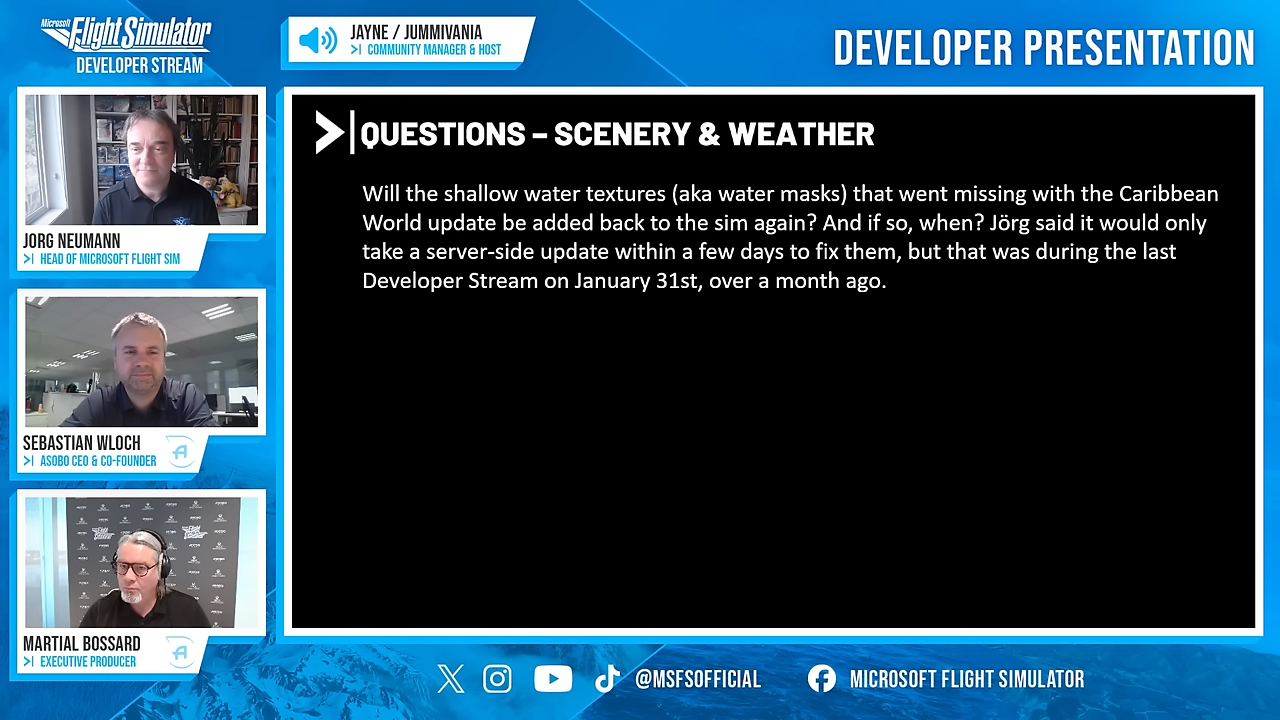 Microsoft
Flight Simulator
DEVELOPER STREAM
JAYNE / JUMMIVANIA
>| COMMUNITY MANAGER & HOST
DEVELOPER PRESENTATION
JORG NEUMANN
>| HEAD OF MICROSOFT FLIGHT SIM
SEBASTIAN WLOCH
>| ASOBO CEO & CO-FOUNDER
MARTIAL BOSSARD
>| EXECUTIVE PRODUCER
QUESTIONS – SCENERY & WEATHER
Will the shallow water textures (aka water masks) that went missing with the Caribbean
World update be added back to the sim again? And if so, when? Jörg said it would only
take a server-side update within a few days to fix them, but that was during the last
Developer Stream on January 31st, over a month ago.
@MSFSOFFICIAL
MICROSOFT FLIGHT SIMULATOR